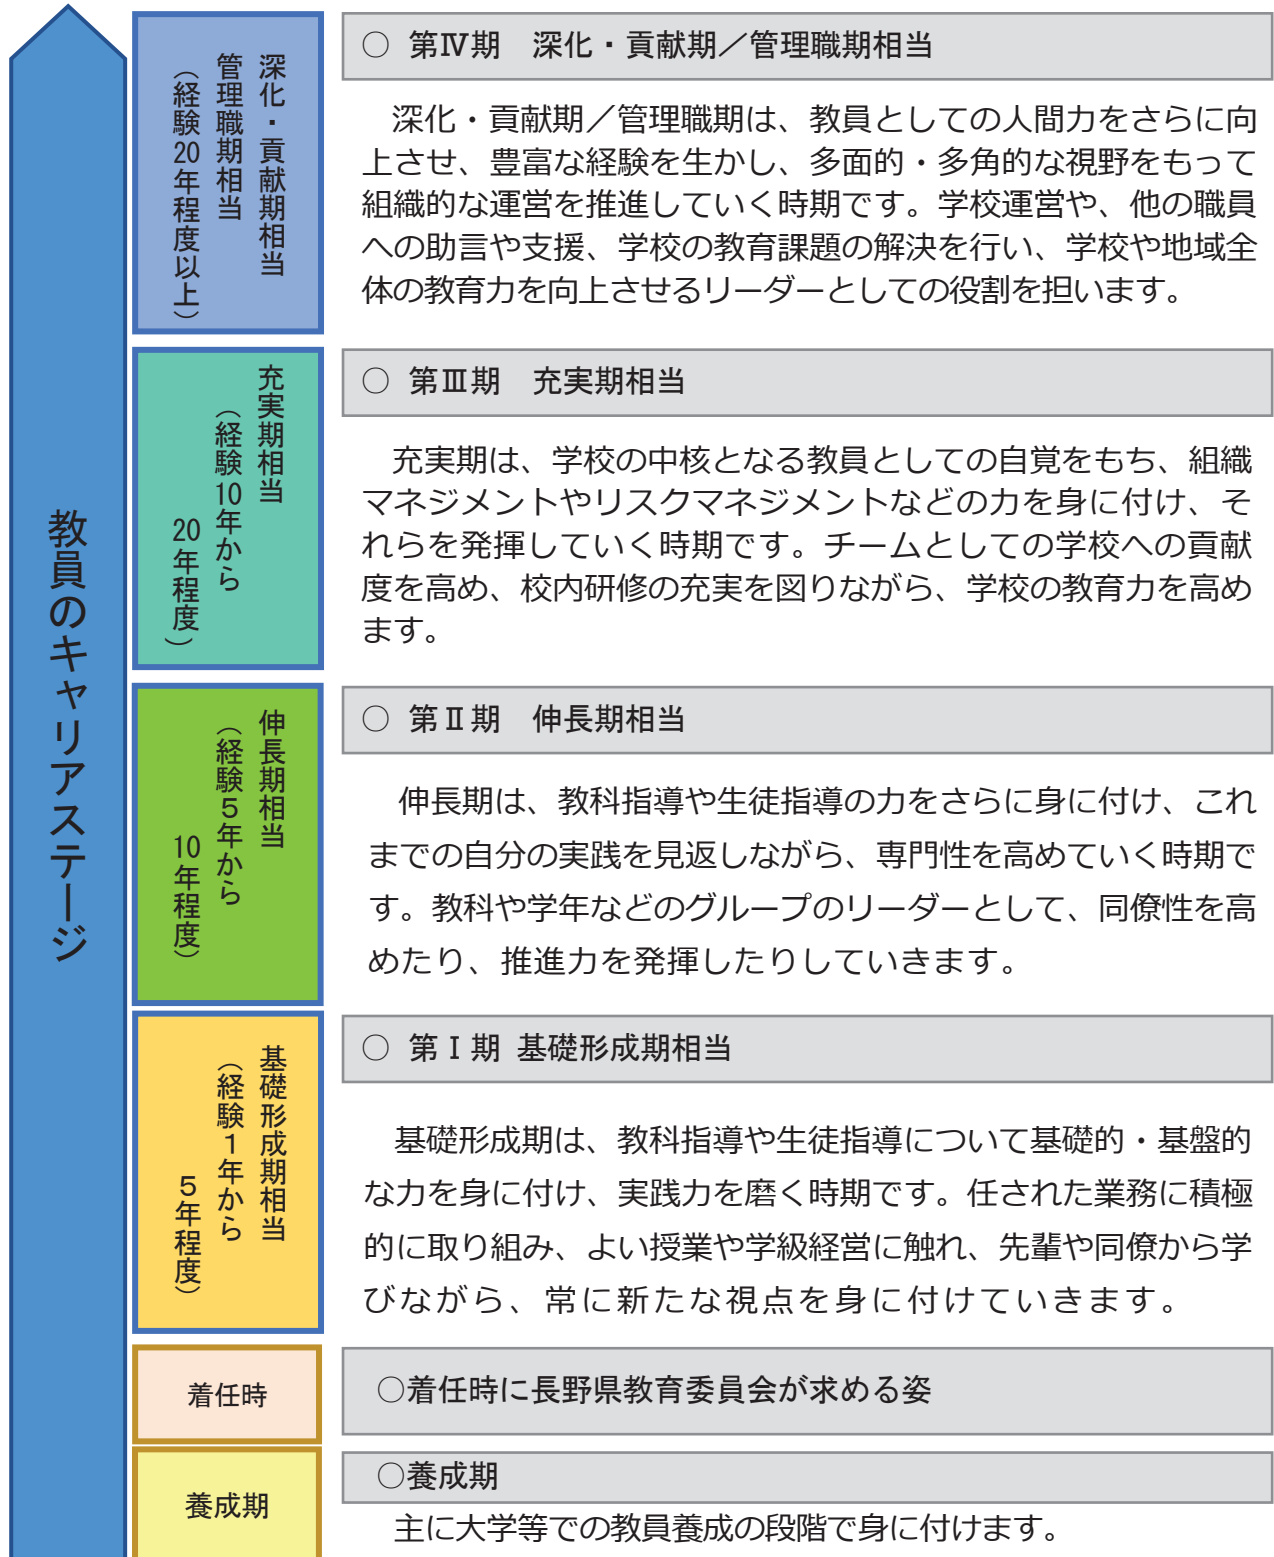 教員のキャリアステージ
深化・貢献期相当
管理職期相当
(経験20年程度以上)
○ 第Ⅳ期　深化・貢献期／管理職期相当
深化・貢献期／管理職期は、教員としての人間力をさらに向
上させ、豊富な経験を生かし、多面的・多角的な視野をもって
組織的な運営を推進していく時期です。学校運営や、他の職員
への助言や支援、学校の教育課題の解決を行い、学校や地域全
体の教育力を向上させるリーダーとしての役割を担います。
充実期相当
(経験10年から
20年程度)
○ 第Ⅲ期　充実期相当
充実期は、学校の中核となる教員としての自覚をもち、組織
マネジメントやリスクマネジメントなどの力を身に付け、そ
れらを発揮していく時期です。チームとしての学校への貢献
度を高め、校内研修の充実を図りながら、学校の教育力を高め
ます。
伸長期相当
(経験５年から
10年程度)
○ 第Ⅱ期　伸長期相当
伸長期は、教科指導や生徒指導の力をさらに身に付け、これ
までの自分の実践を見返しながら、専門性を高めていく時期で
す。教科や学年などのグループのリーダーとして、同僚性を高
めたり、推進力を発揮したりしていきます。
基礎形成期相当
(経験１年から
５年程度)
○ 第Ⅰ期 基礎形成期相当
基礎形成期は、教科指導や生徒指導について基礎的・基盤的
な力を身に付け、実践力を磨く時期です。任された業務に積極
的に取り組み、よい授業や学級経営に触れ、先輩や同僚から学
びながら、常に新たな視点を身に付けていきます。
着任時
○着任時に長野県教育委員会が求める姿
養成期
○養成期
主に大学等での教員養成の段階で身に付けます。